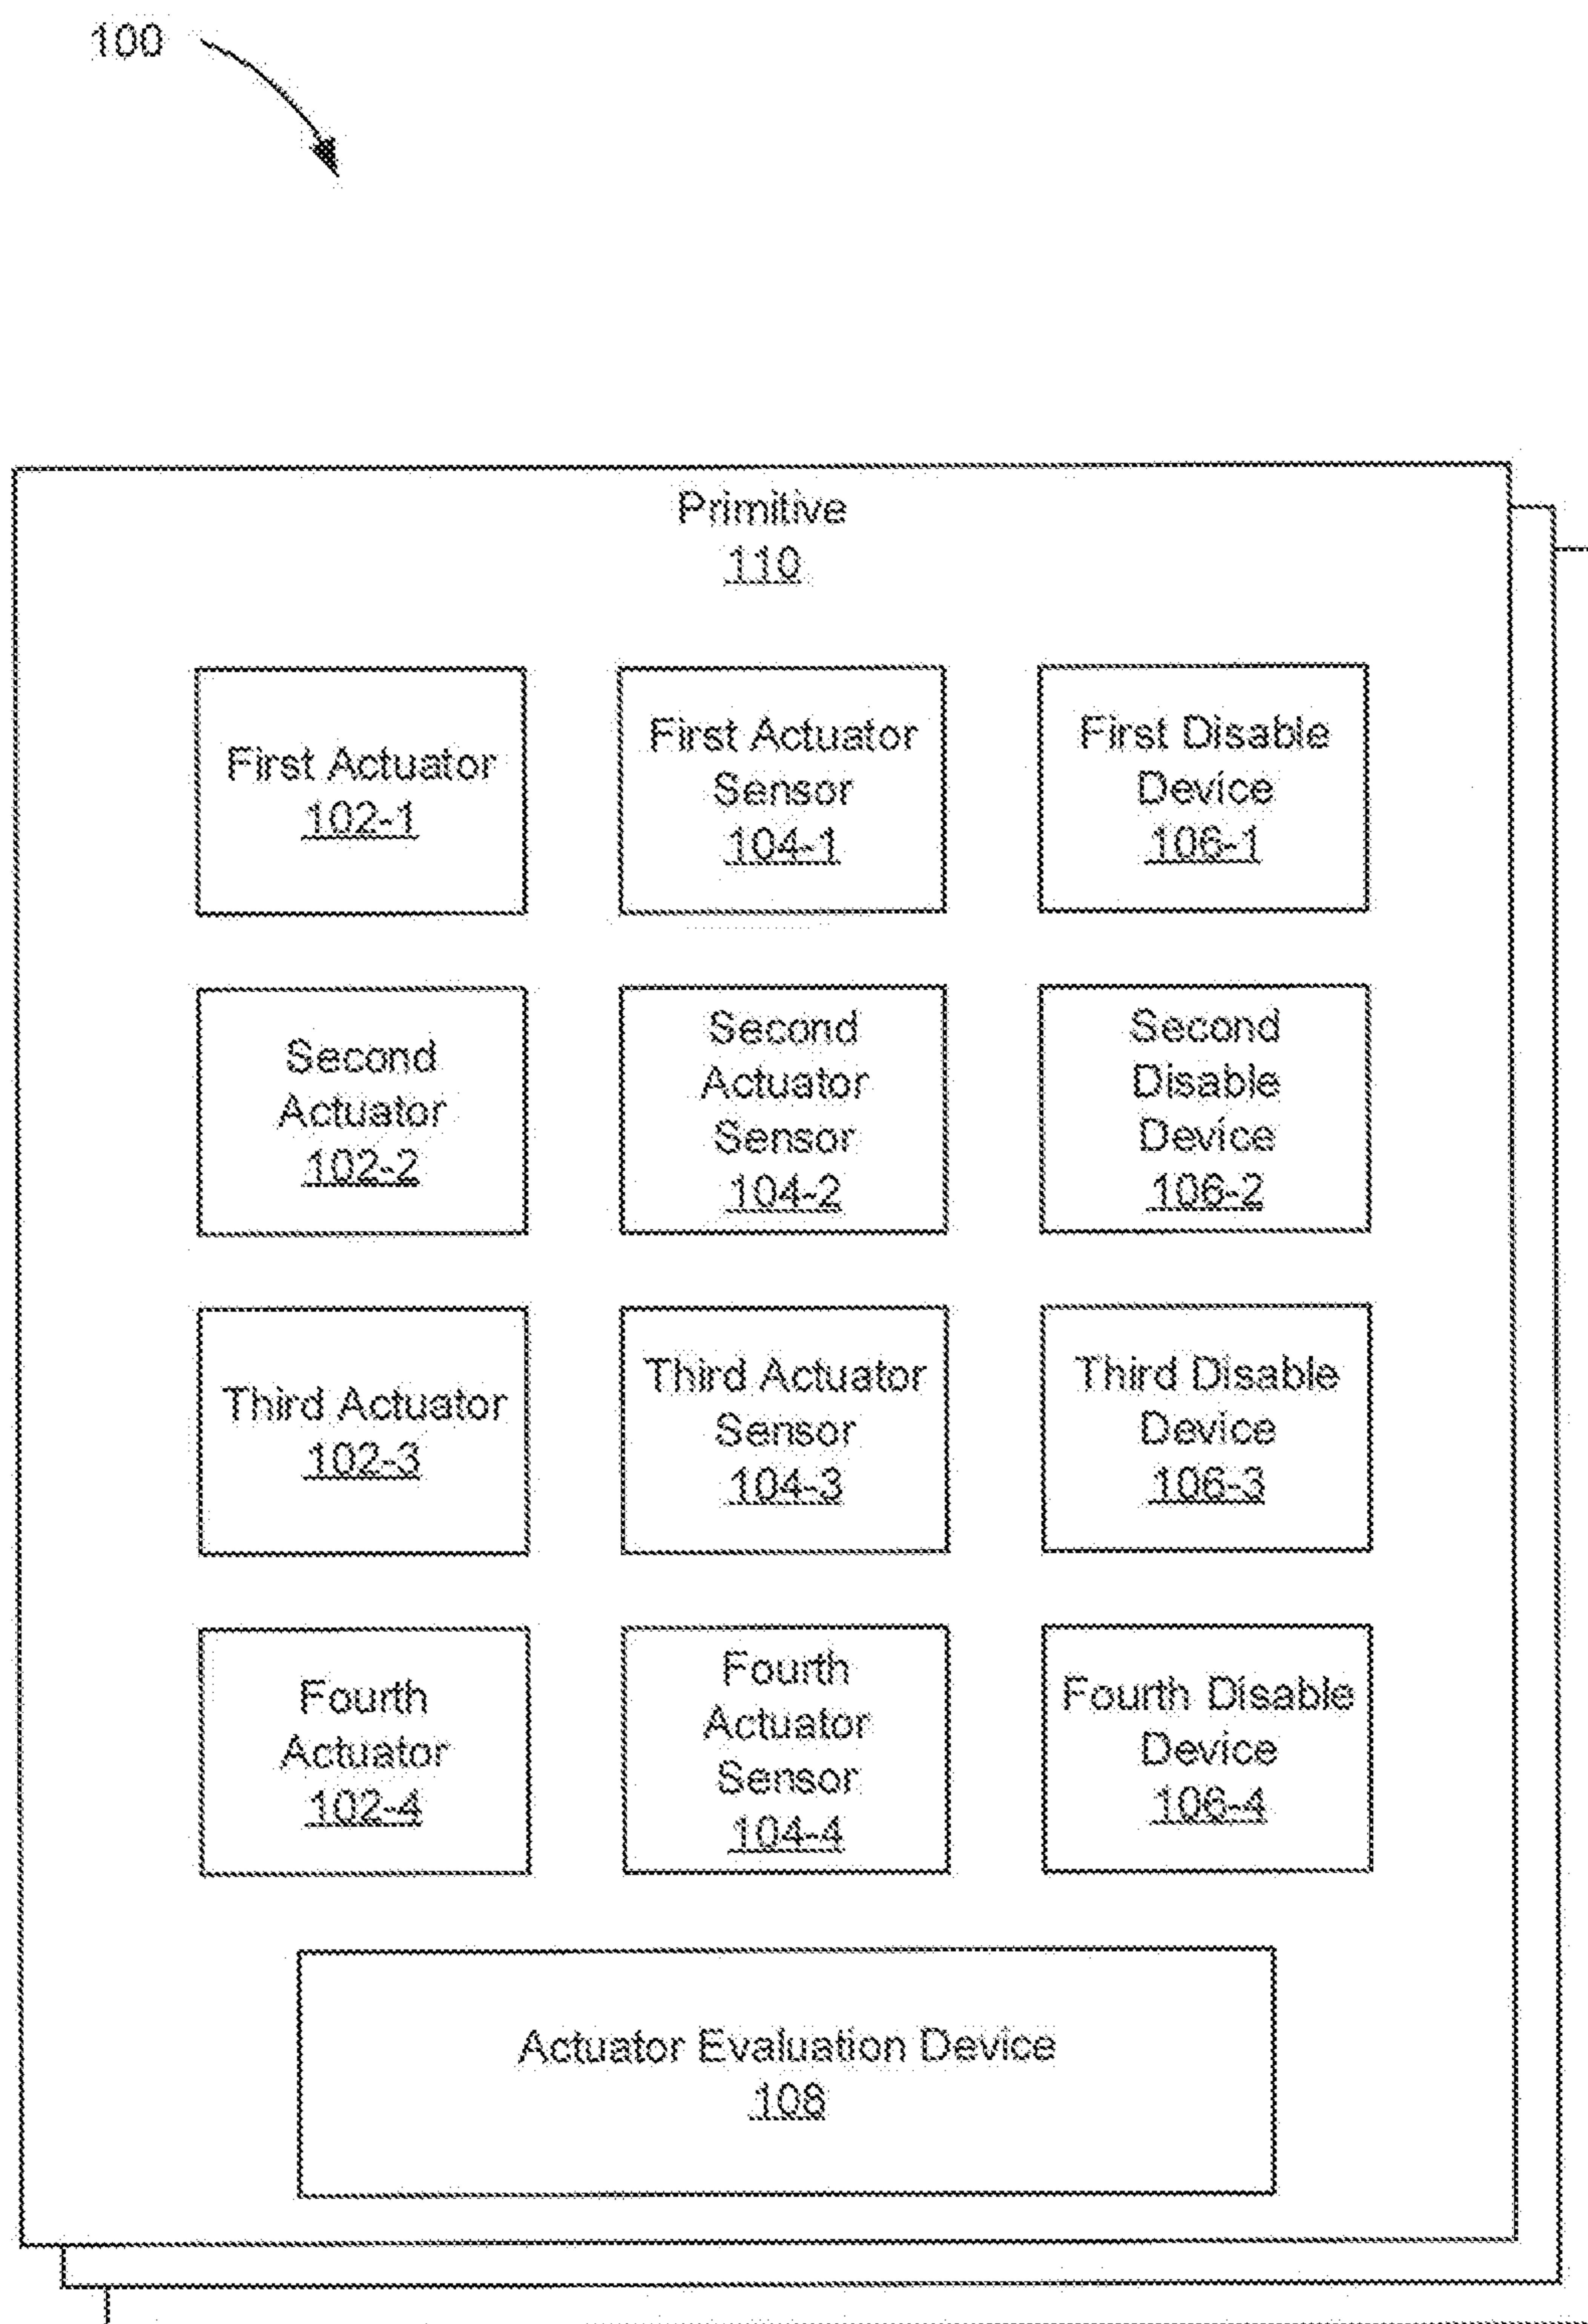 100
Primitive
110
First Actuator
102-1
First Actuator
Sensor
104-1
First Disable
Device
106-1
Second
Actuator
102-2
Second
Actuator
Sensor
104-2
Second
Disable
Device
106-2
Third Actuator
102-3
Third Actuator
Sensor
104-3
Third Disable
Device
106-3
Fourth
Actuator
102-4
Fourth
Actuator
Sensor
104-4
Fourth Disable
Device
106-4
Actuator Evaluation Device
108